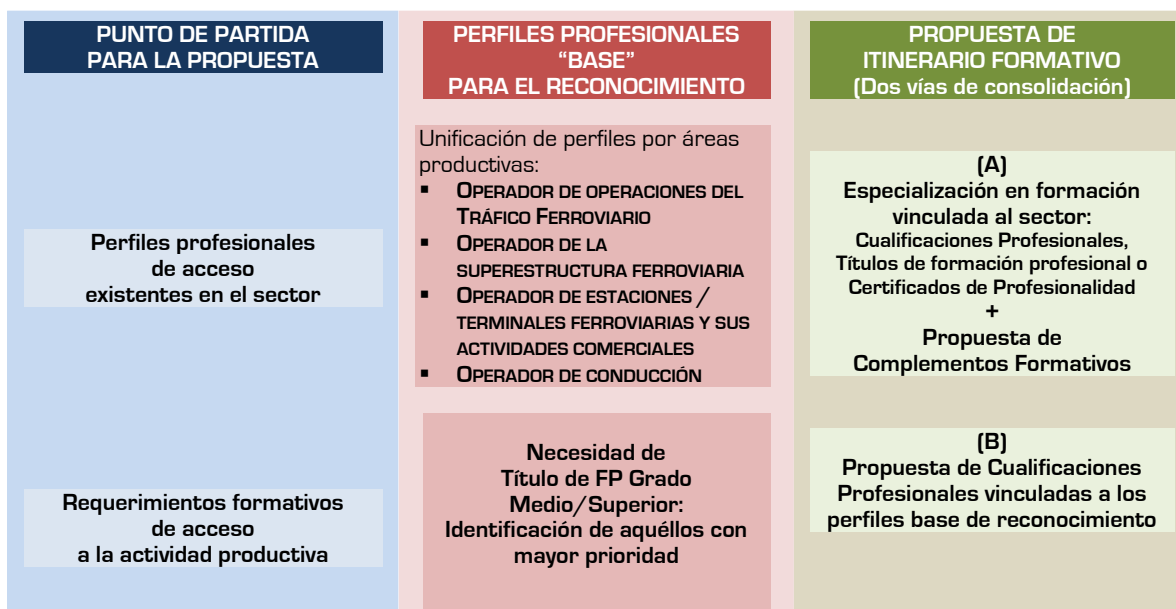 PUNTO DE PARTIDA
PARA LA PROPUESTA
Perfiles profesionales
de acceso
existentes en el sector
Requerimientos formativos
de acceso
a la actividad productiva
PERFILES PROFESIONALES
“BASE”
PARA EL RECONOCIMIENTO
Unificación de perfiles por áreas
productivas:
▪ OPERADOR DE OPERACIONES DEL
TRÁFICO FERROVIARIO
▪ OPERADOR DE LA
SUPERESTRUCTURA FERROVIARIA
▪ OPERADOR DE ESTACIONES /
TERMINALES FERROVIARIAS Y SUS
ACTIVIDADES COMERCIALES
▪ OPERADOR DE CONDUCCIÓN
Necesidad de
Título de FP Grado
Medio/Superior:
Identificación de aquéllos con
mayor prioridad
PROPUESTA DE
ITINERARIO FORMATIVO
(Dos vías de consolidación)
(A)
Especialización en formación
vinculada al sector:
Cualificaciones Profesionales,
Títulos de formación profesional o
Certificados de Profesionalidad
+
Propuesta de
Complementos Formativos
(B)
Propuesta de Cualificaciones
Profesionales vinculadas a los
perfiles base de reconocimiento